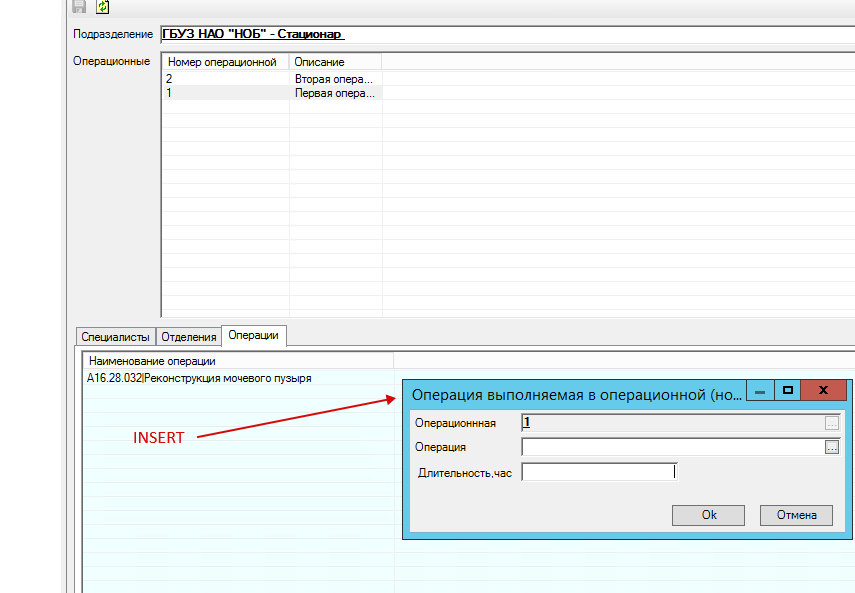 Подразделение ГБУЗ НАО "НОБ" - Стационар
Операционные
Номер операционной Описание
2 Вторая опера...
1 Первая опера...
Специалисты Отделения Операции
Наименование операции
А16.28.032|Реконструкция мочевого пузыря
INSERT
Операция выполняемая в операционной (но...
Операционнная 1
Операция
Длительность,час
Ok Отмена